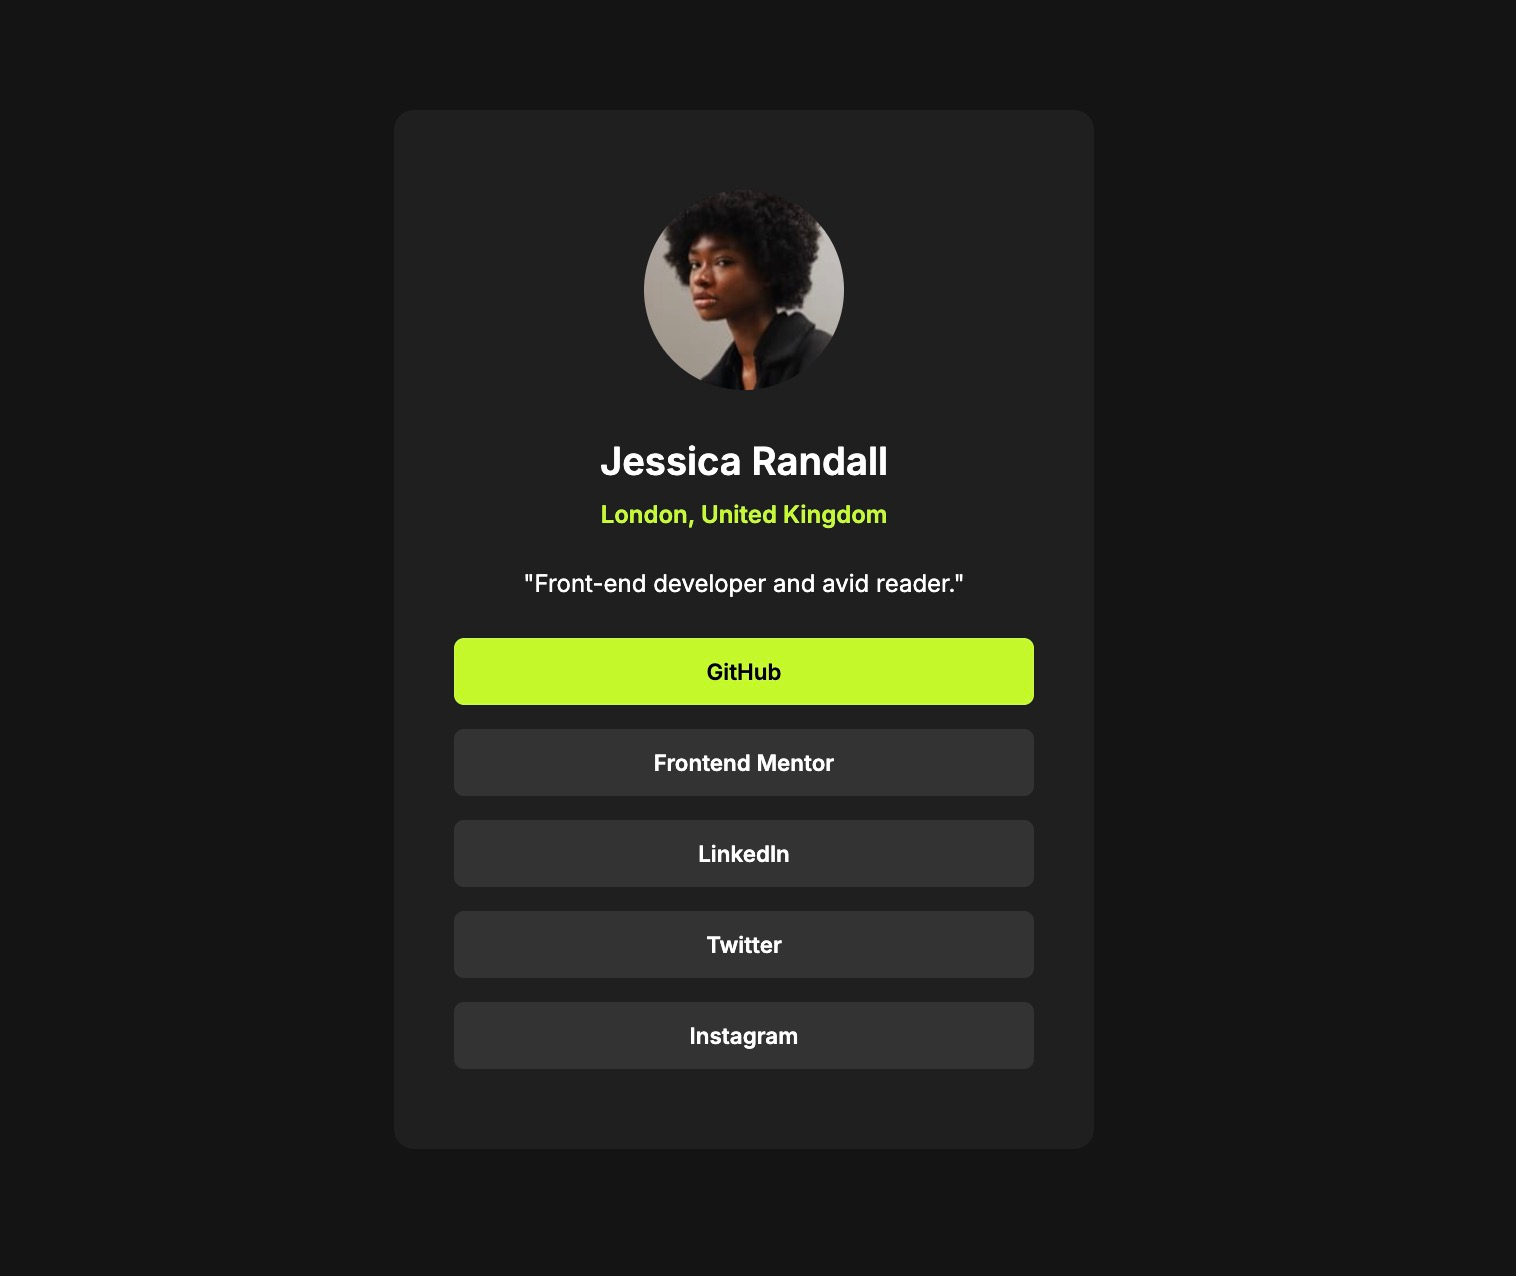 Jessica Randall
London, United Kingdom
"Front-end developer and avid reader."
GitHub
Frontend Mentor
LinkedIn
Twitter
Instagram